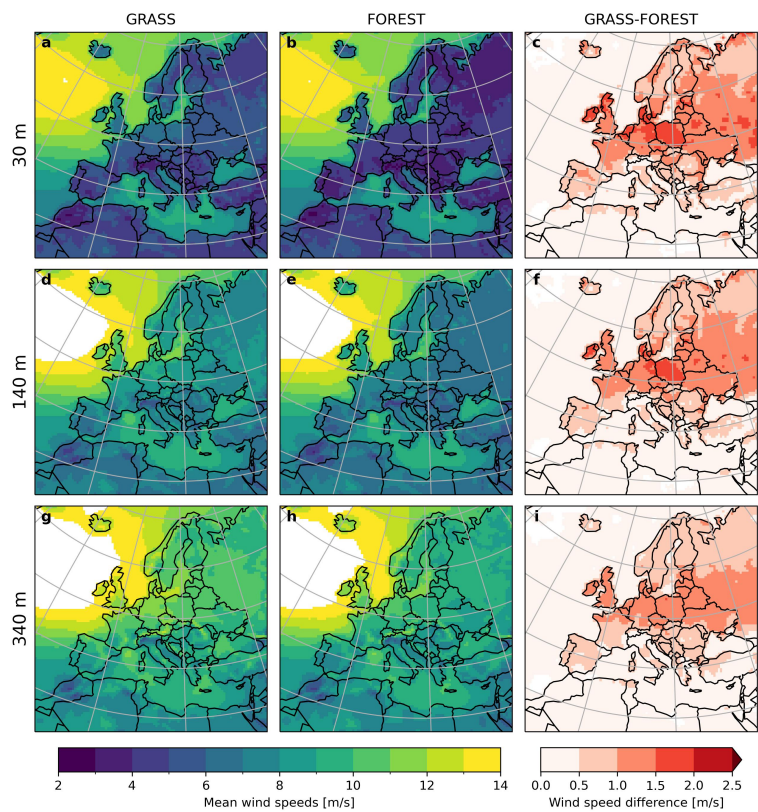 GRASS FOREST GRASS-FOREST
30 m
a b c
140 m
d e f
340 m
g h i
2 4 6 8 10 12 14
Mean wind speeds [m/s]
0.0 0.5 1.0 1.5 2.0 2.5
Wind speed difference [m/s]